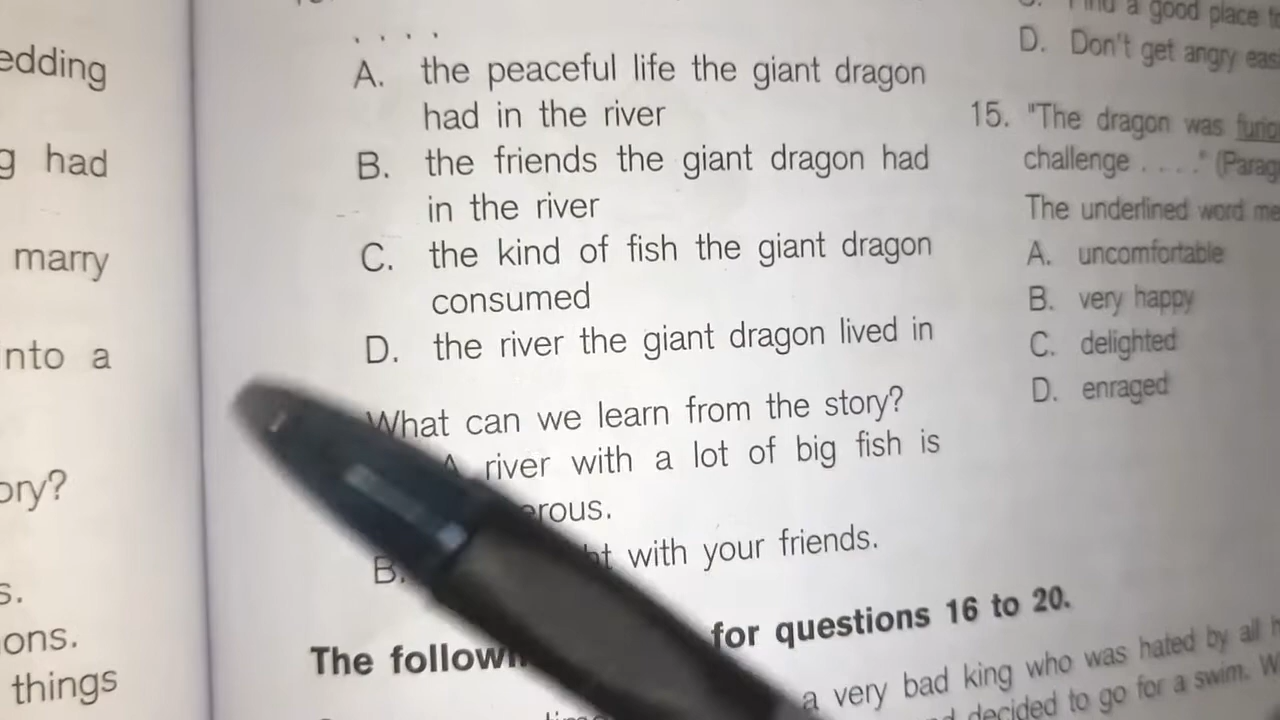 edding
g had
marry
nto a
ory?
s.
ons.
things
. . . .
A. the peaceful life the giant dragon
had in the river
B. the friends the giant dragon had
in the river
C. the kind of fish the giant dragon
consumed
D. the river the giant dragon lived in
What can we learn from the story?
A river with a lot of big fish is
erous.
B. with your friends.
The follow for questions 16 to 20.
a good place
D. Don't get angry eas
15. "The dragon was furio
challenge . . . ." (Parag
The underlined word me
A. uncomfortable
B. very happy
C. delighted
D. enraged
a very bad king who was hated by all
decided to go for a swim. W